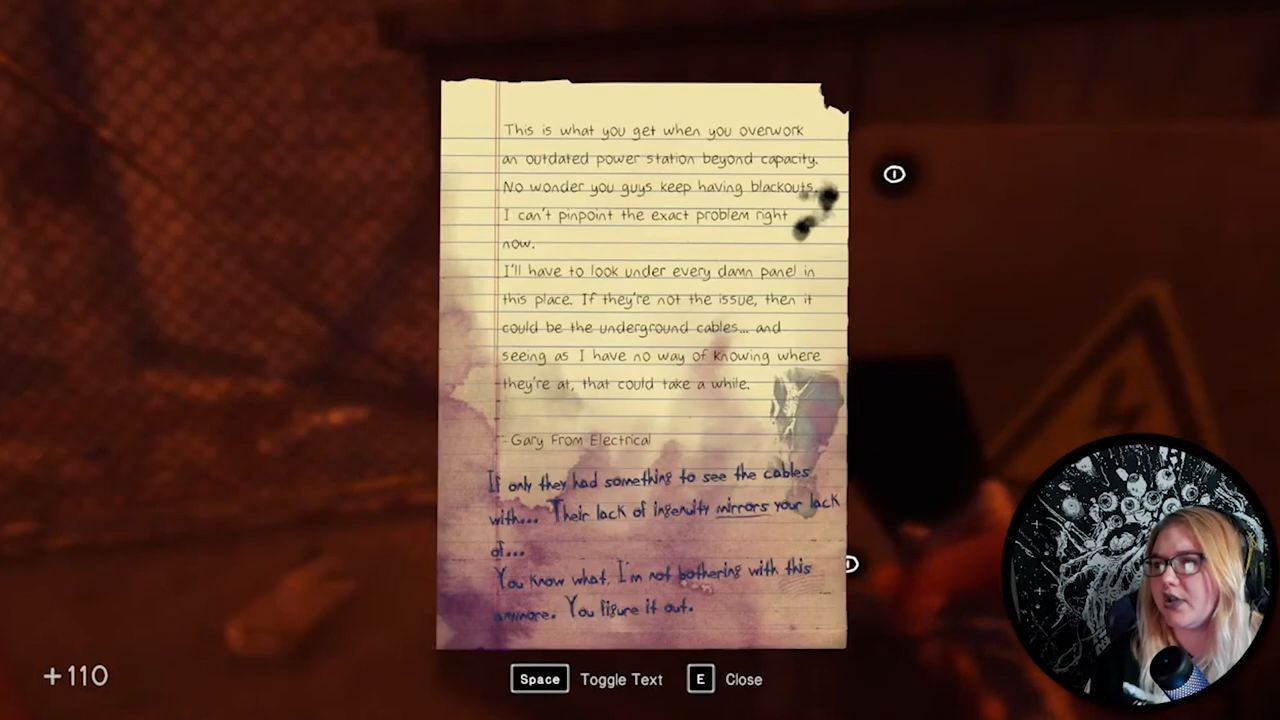 This is what you get when you overwork
an outdated power station beyond capacity.
No wonder you guys keep having blackouts.
I can't pinpoint the exact problem right
now.
I'll have to look under every damn panel in
this place. If they're not the issue, then it
could be the underground cables... and
seeing as I have no way of knowing where
they're at, that could take a while.
- Gary From Electrical
If only they had something to see the cables
with... Their lack of ingenuity mirrors your lack
of...
You know what, I'm not bothering with this
anymore. You figure it out.
+110
Space Toggle Text E Close